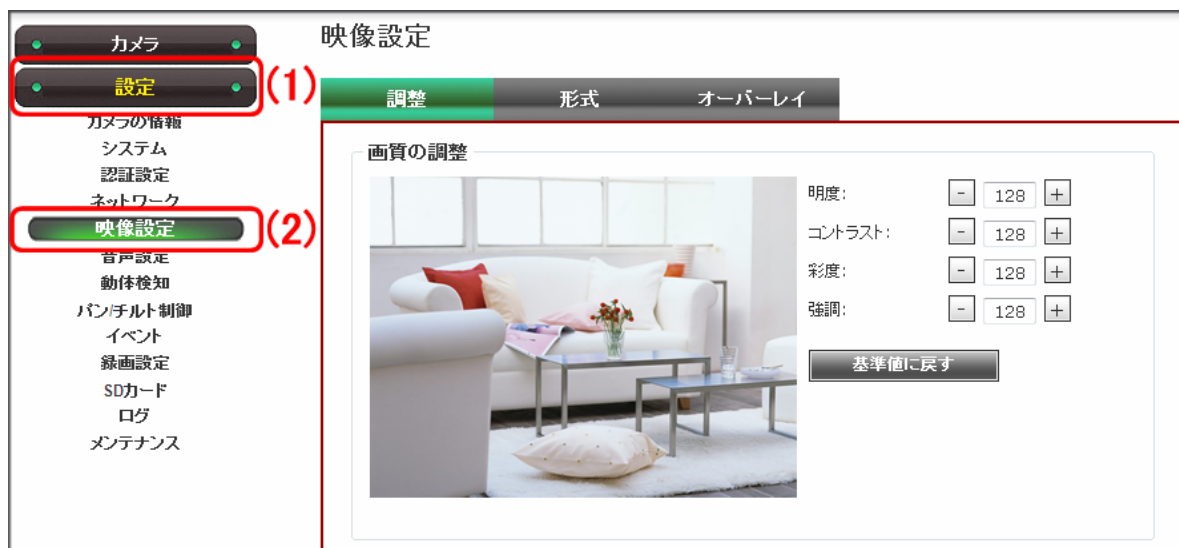 カメラ
設定
(1)
カメラの情報
システム
認証設定
ネットワーク
映像設定
(2)
音声設定
動体検知
パン/チルト制御
イベント
録画設定
SDカード
ログ
メンテナンス
映像設定
調整 形式 オーバーレイ
画質の調整
明度: - 128 +
コントラスト: - 128 +
彩度: - 128 +
強調: - 128 +
基準値に戻す